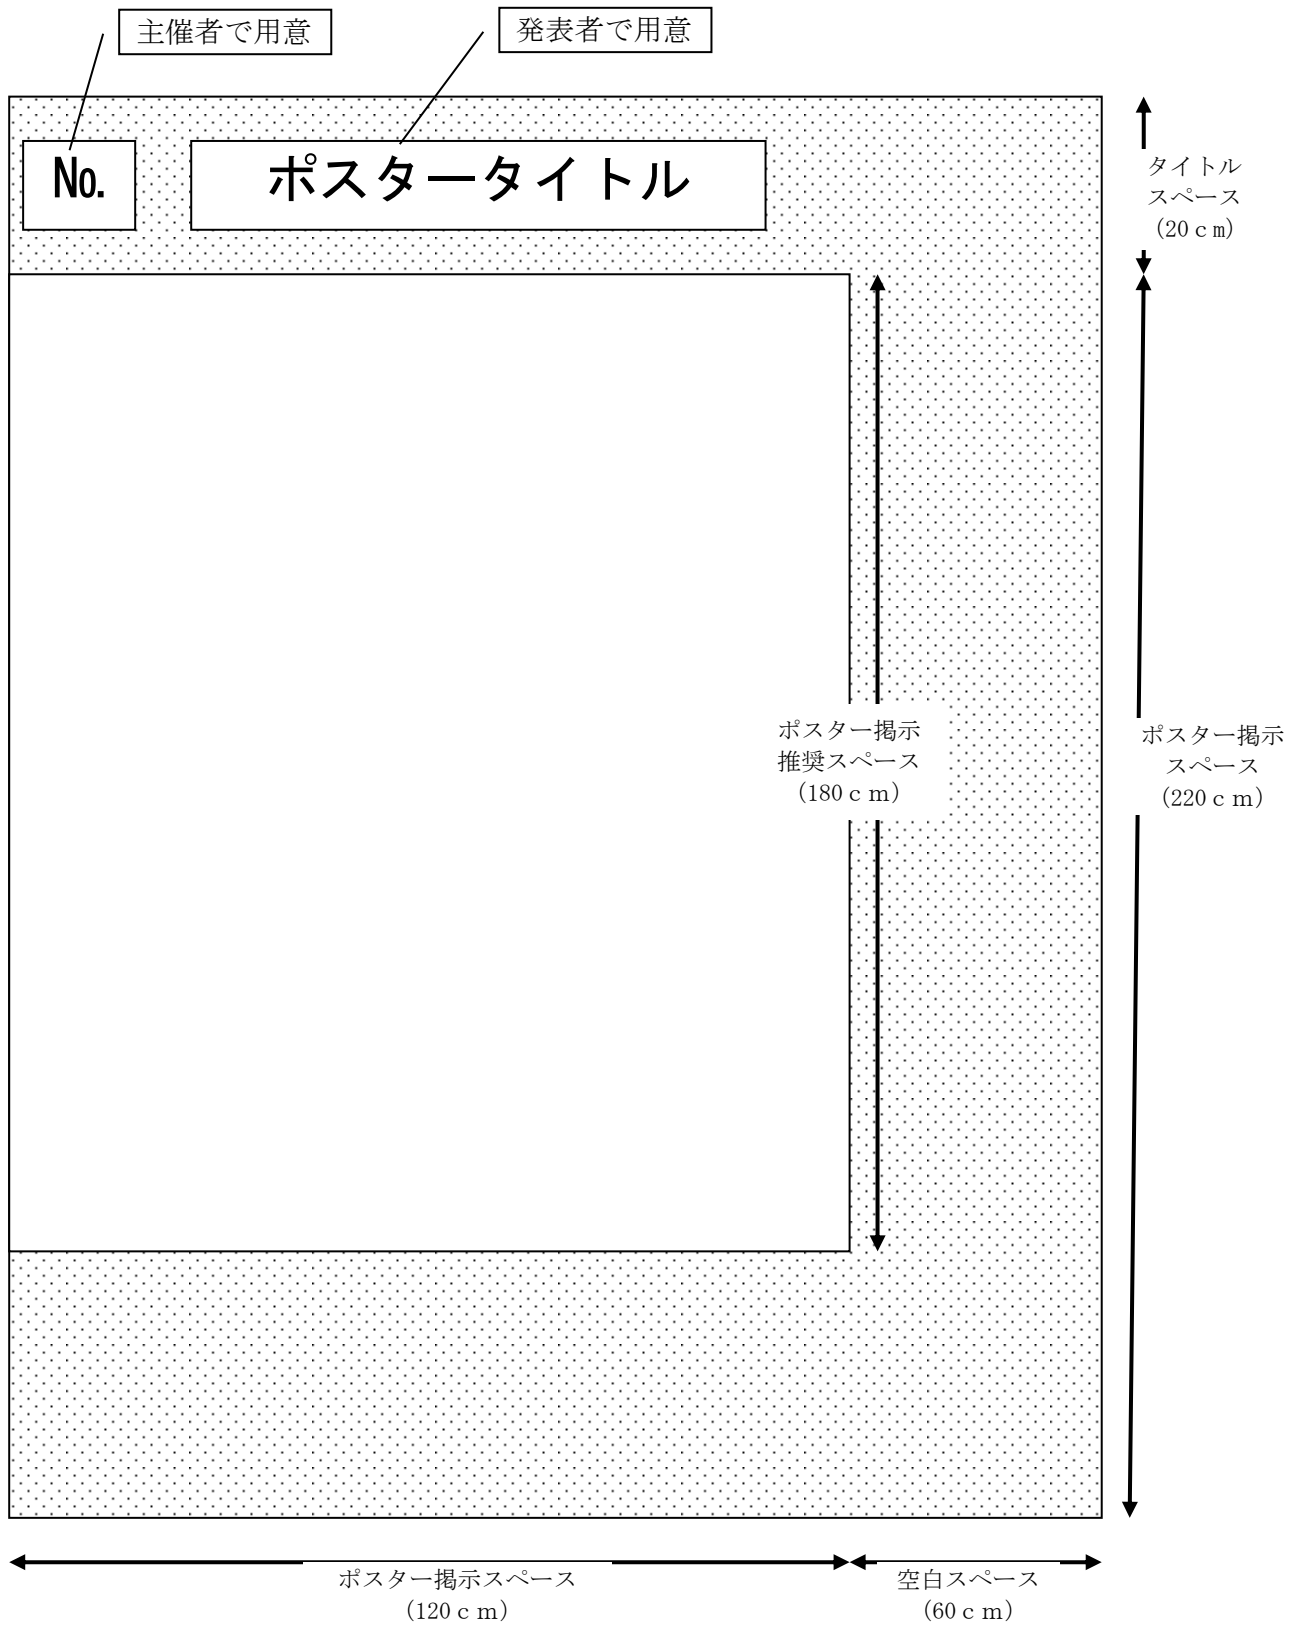 主催者で用意
発表者で用意
No.
ポスタータイトル
タイトル
スペース
（20ｃｍ）
ポスター掲示
推奨スペース
（180ｃｍ）
ポスター掲示
スペース
（220ｃｍ）
ポスター掲示スペース
（120ｃｍ）
空白スペース
（60ｃｍ）